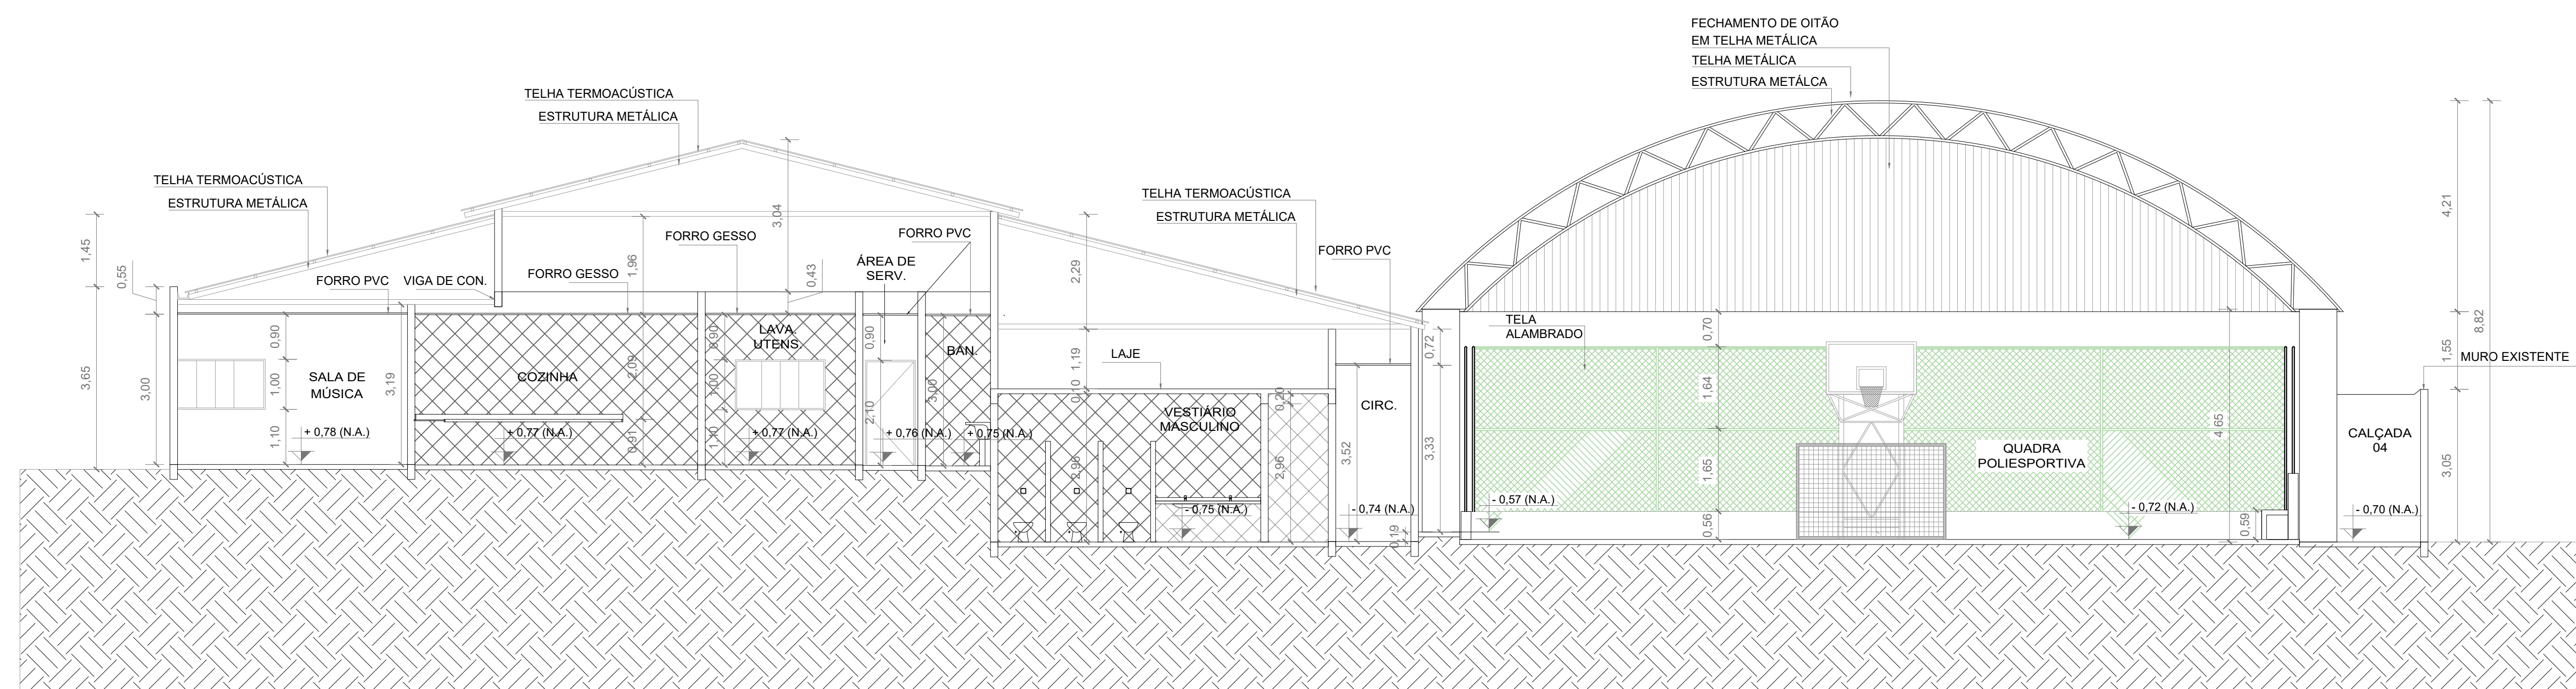 FECHAMENTO DE OITÃO
EM TELHA METÁLICA
TELHA METÁLICA
ESTRUTURA METÁLCA
TELHA TERMOACÚSTICA
ESTRUTURA METÁLICA
TELHA TERMOACÚSTICA
ESTRUTURA METÁLICA
TELHA TERMOACÚSTICA
ESTRUTURA METÁLICA
FORRO PVC
VIGA DE CON.
FORRO GESSO
FORRO GESSO
ÁREA DE
SERV.
FORRO PVC
FORRO PVC
1,45
0,55
3,65
3,00
0,90
1,00
1,10
SALA DE
MÚSICA
+ 0,78 (N.A.)
3,19
COZINHA
+ 0,77 (N.A.)
1,96
2,09
0,91
3,04
0,43
LAVA.
UTENS.
0,90
1,00
1,10
+ 0,77 (N.A.)
0,90
2,10
+ 0,76 (N.A.)
BAN.
3,00
+ 0,75 (N.A.)
2,29
1,19
0,10
2,96
LAJE
VESTIÁRIO
MASCULINO
- 0,75 (N.A.)
0,20
2,96
CIRC.
3,52
- 0,74 (N.A.)
0,19
0,72
3,33
TELA
ALAMBRADO
- 0,57 (N.A.)
0,70
1,64
1,65
0,56
QUADRA
POLIESPORTIVA
- 0,72 (N.A.)
4,65
0,59
CALÇADA
04
- 0,70 (N.A.)
4,21
1,55
3,05
8,82
MURO EXISTENTE